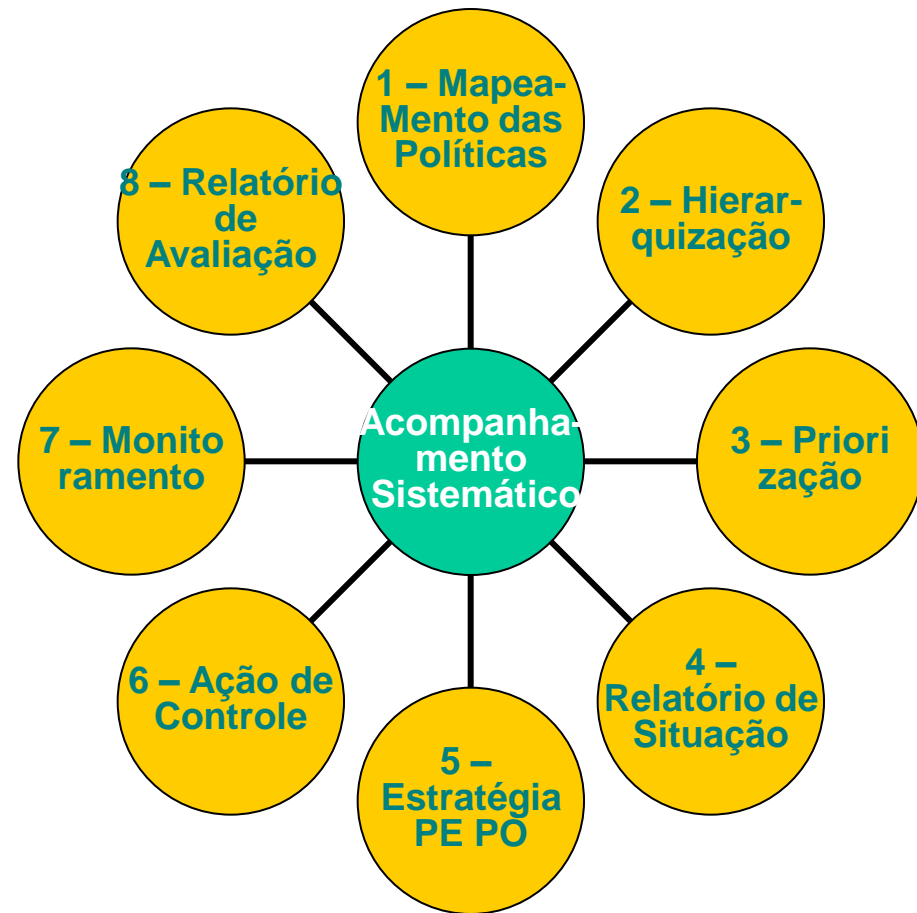 1 – Mapea-
Mento das
Políticas
2 – Hierar-
quização
3 – Priori
zação
4 –
Relatório de
Situação
5 –
Estratégia
PE PO
6 – Ação de
Controle
7 – Monito
ramento
8 – Relatório
de
Avaliação
Acompanha-
mento
Sistemático